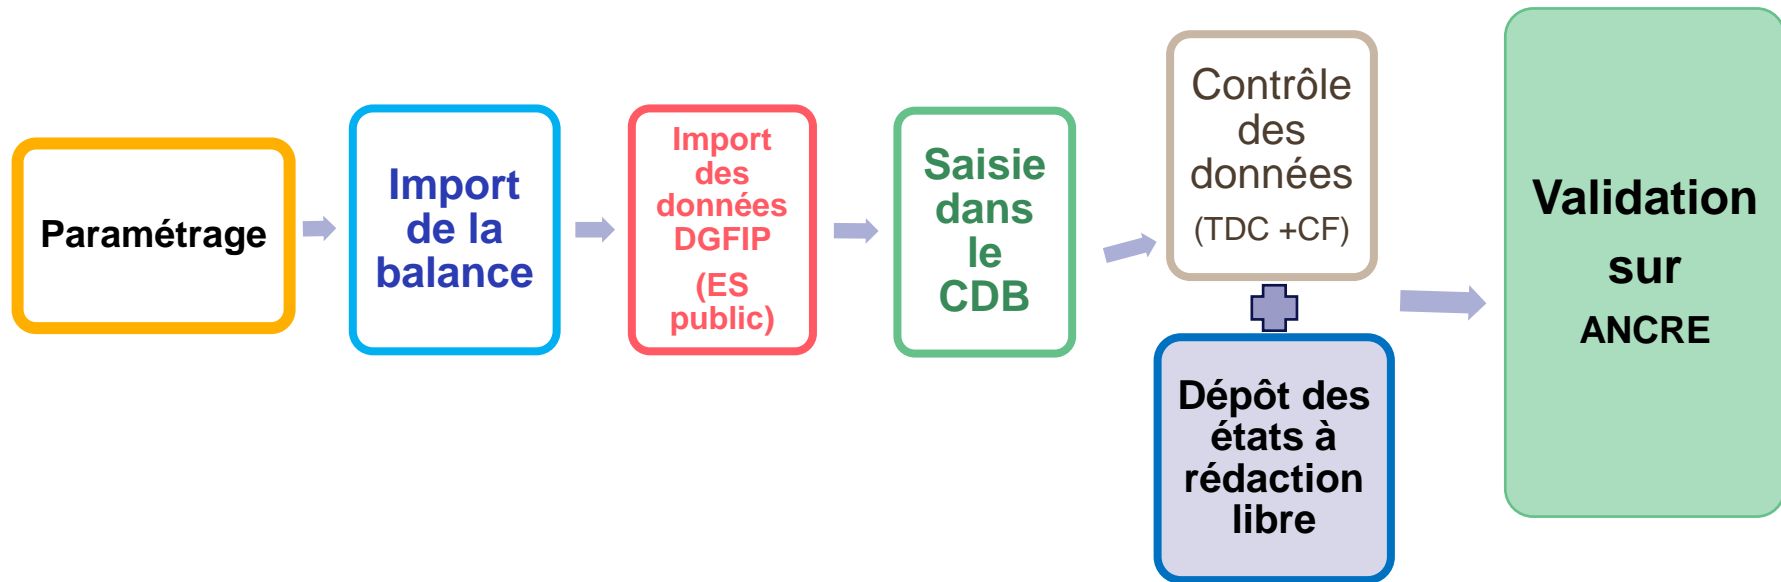 Paramétrage
Import
de la
balance
Import
des
données
DGFIP
(ES
public)
Saisie
dans
le
CDB
Contrôle
des
données
(TDC +CF)
Dépôt des
états à
rédaction
libre
Validation
sur
ANCRE